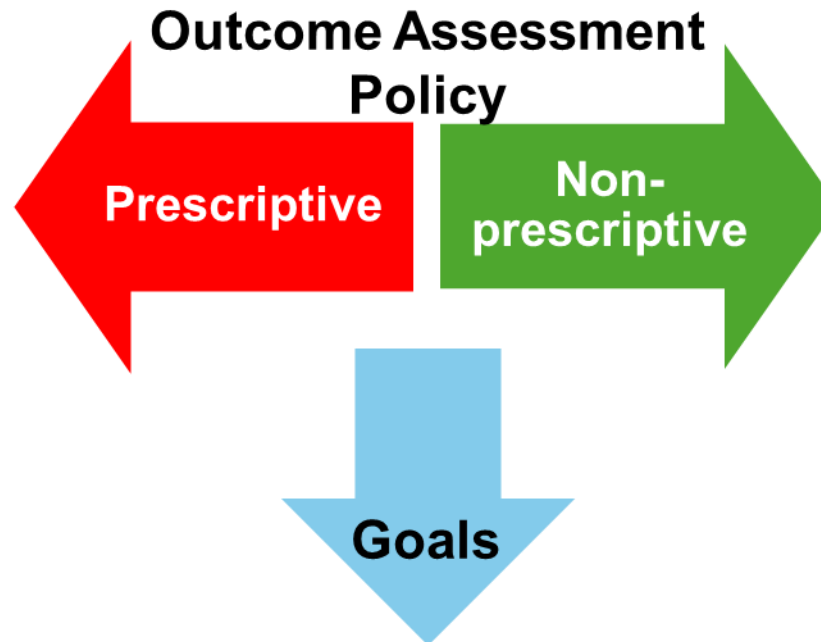 Outcome Assessment
Policy
Prescriptive
Non-
prescriptive
Goals